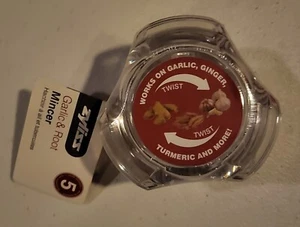 WORKS ON GARLIC, GINGER,
TWIST
TWIST
TURMERIC AND MORE!
zyliss
Garlic & Root
Mincer
5